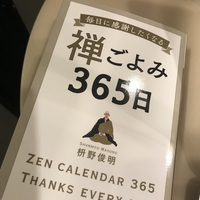 毎日に感謝したくなる
禅ごよみ
365日
SHUNMYO MASUNO
枡野俊明
ZEN CALENDAR 365
THANKS EVERY